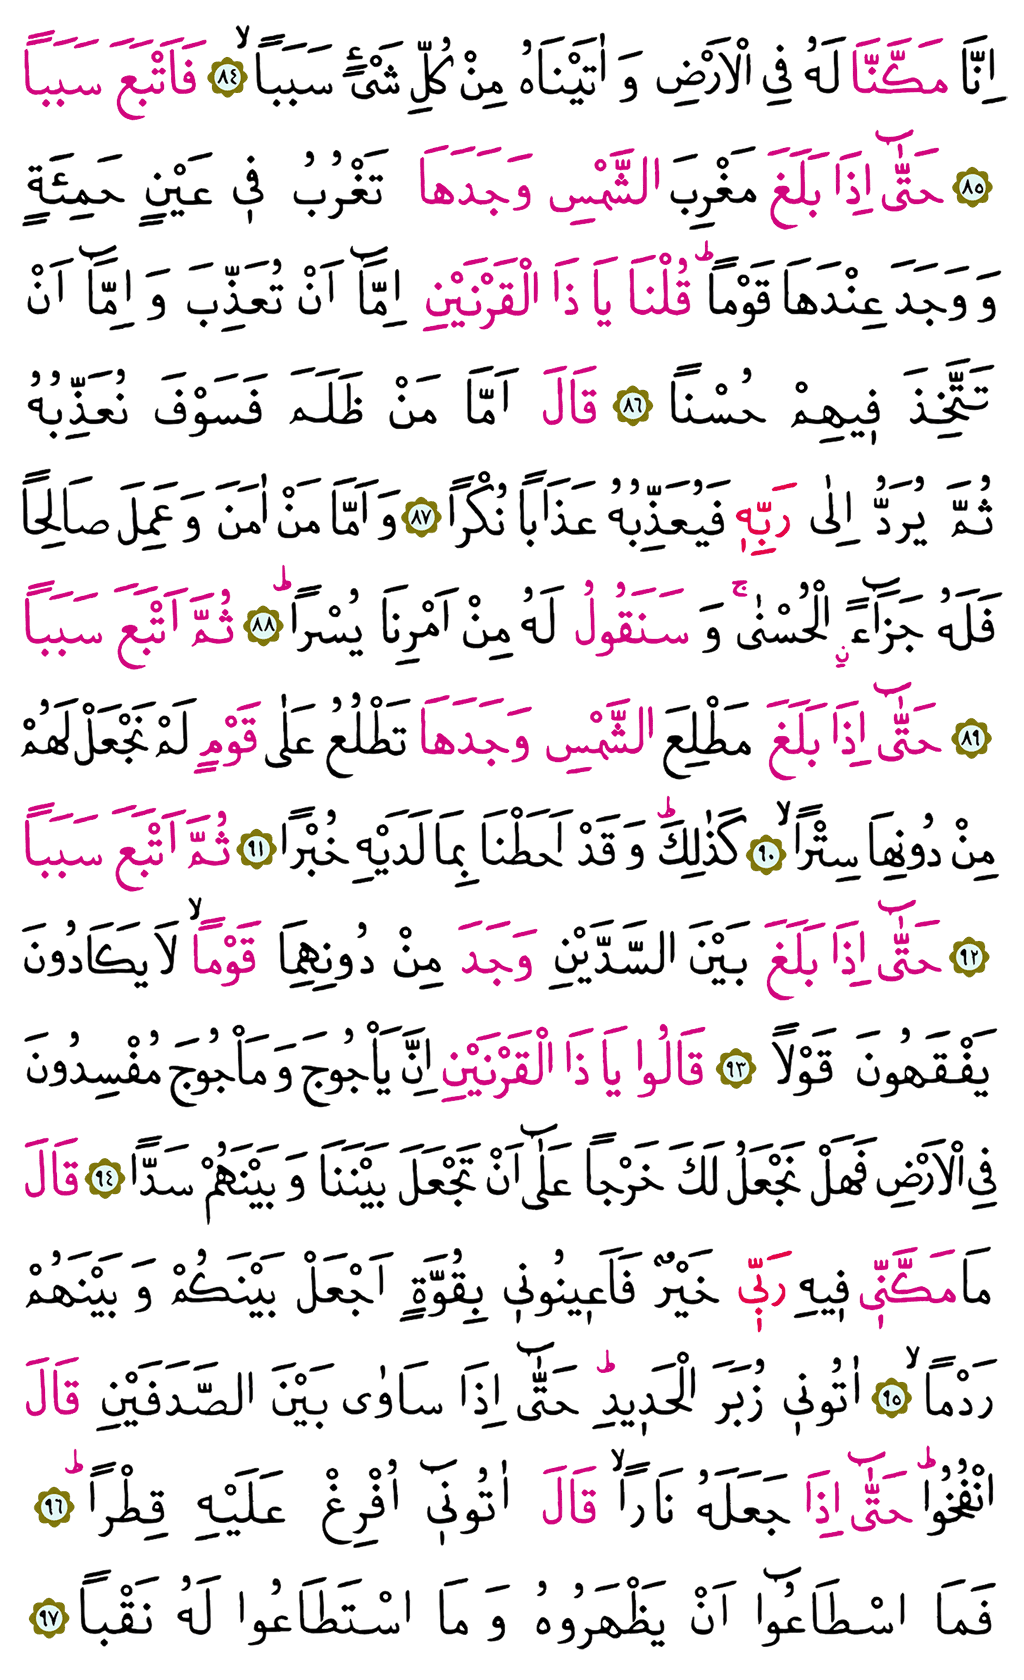 اِنَّا مَكَّنَّا لَهُ فِي الْاَرْضِ وَ اٰتَيْنَاهُ مِنْ كُلِّ شَيْءٍ سَبَباًۙ ﴿٨٤﴾ فَاَتْبَعَ سَبَباً
﴿٨٥﴾ حَتّٰٓى اِذَا بَلَغَ مَغْرِبَ الشَّمْسِ وَجَدَهَا تَغْرُبُ فٖي عَيْنٍ حَمِئَةٍ
وَ وَجَدَ عِنْدَهَا قَوْماًؕ قُلْنَا يَا ذَا الْقَرْنَيْنِ اِمَّٓا اَنْ تُعَذِّبَ وَ اِمَّٓا اَنْ
تَتَّخِذَ فٖيهِمْ حُسْناً ﴿٨٦﴾ قَالَ اَمَّا مَنْ ظَلَمَ فَسَوْفَ نُعَذِّبُهُ
ثُمَّ يُرَدُّ اِلٰى رَبِّهٖ فَيُعَذِّبُهُ عَذَاباً نُكْراً ﴿٨٧﴾ وَ اَمَّا مَنْ اٰمَنَ وَعَمِلَ صَالِحاً
فَلَهُ جَزَٓاءًۨ الْحُسْنٰىۚ وَ سَنَقُولُ لَهُ مِنْ اَمْرِنَا يُسْراًؕ ﴿٨٨﴾ ثُمَّ اَتْبَعَ سَبَباً
﴿٨٩﴾ حَتّٰٓى اِذَا بَلَغَ مَطْلِعَ الشَّمْسِ وَجَدَهَا تَطْلُعُ عَلٰى قَوْمٍ لَمْ نَجْعَلْ لَهُمْ
مِنْ دُونِهَا سِتْراًۙ ﴿٩٠﴾ كَذٰلِكَؕ وَ قَدْ اَحَطْنَا بِمَا لَدَيْهِ خُبْراً ﴿٩١﴾ ثُمَّ اَتْبَعَ سَبَباً
﴿٩٢﴾ حَتّٰٓى اِذَا بَلَغَ بَيْنَ السَّدَّيْنِ وَجَدَ مِنْ دُونِهِمَا قَوْماًۙ لَا يَكَادُونَ
يَفْقَهُونَ قَوْلاً ﴿٩٣﴾ قَالُوا يَا ذَا الْقَرْنَيْنِ اِنَّ يَأْجُوجَ وَ مَأْجُوجَ مُفْسِدُونَ
فِي الْاَرْضِ فَهَلْ نَجْعَلُ لَكَ خَرْجاً عَلٰٓى اَنْ تَجْعَلَ بَيْنَنَا وَ بَيْنَهُمْ سَدًّا ﴿٩٤﴾ قَالَ
مَا مَكَّنّٖي فٖيهِ رَبّٖي خَيْرٌ فَاَعٖينُونٖي بِقُوَّةٍ اَجْعَلْ بَيْنَكُمْ وَ بَيْنَهُمْ
رَدْماًۙ ﴿٩٥﴾ اٰتُونٖي زُبَرَ الْحَدٖيدِؕ حَتّٰٓى اِذَا سَاوٰى بَيْنَ الصَّدَفَيْنِ قَالَ
انْفُخُواؕ حَتّٰٓى اِذَا جَعَلَهُ نَاراًۙ قَالَ اٰتُونٖٓي اُفْرِغْ عَلَيْهِ قِطْراًؕ ﴿٩٦﴾
فَمَا اسْطَاعُٓوا اَنْ يَظْهَرُوهُ وَ مَا اسْتَطَاعُوا لَهُ نَقْباً ﴿٩٧﴾